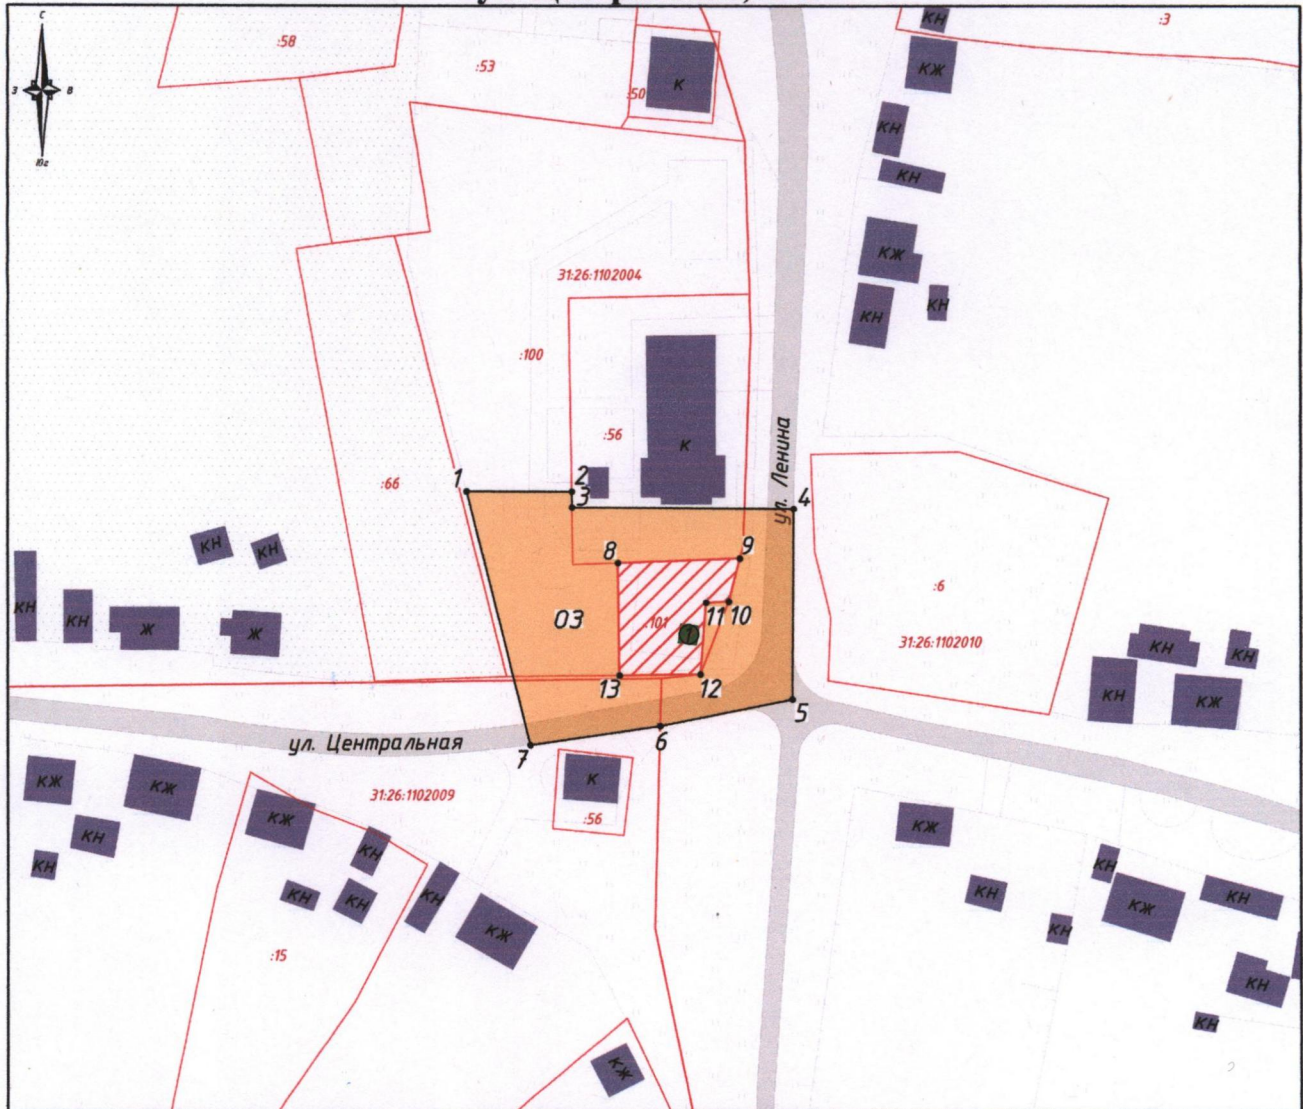 С
З
В
Юг
:58
:53
:50
К
КН
:3
КЖ
КН
КН
КЖ
КН
КН
31:26:1102004
:100
:56
К
ул. Ленина
:66
1
2
3
4
КН
КН
8
9
КН
КН
Ж
Ж
ОЗ
:101
1
11
10
:6
31:26:1102010
КН
КН
КН
КЖ
13
12
5
ул. Центральная
7
6
К
:56
31:26:1102009
КЖ
КЖ
КЖ
КН
КН
КН
КН
КН
КН
КЖ
:15
КЖ
КЖ
КН
КН
КЖ
КН
КН
КН
КН